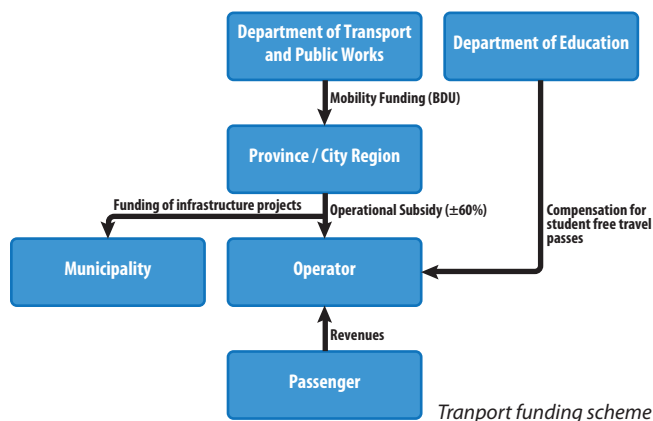 Department of Transport
and Public Works
Department of Education
Mobility Funding (BDU)
Province / City Region
Funding of infrastructure projects
Operational Subsidy (±60%)
Compensation for
student free travel
passes
Municipality
Operator
Revenues
Passenger
Tranport funding scheme